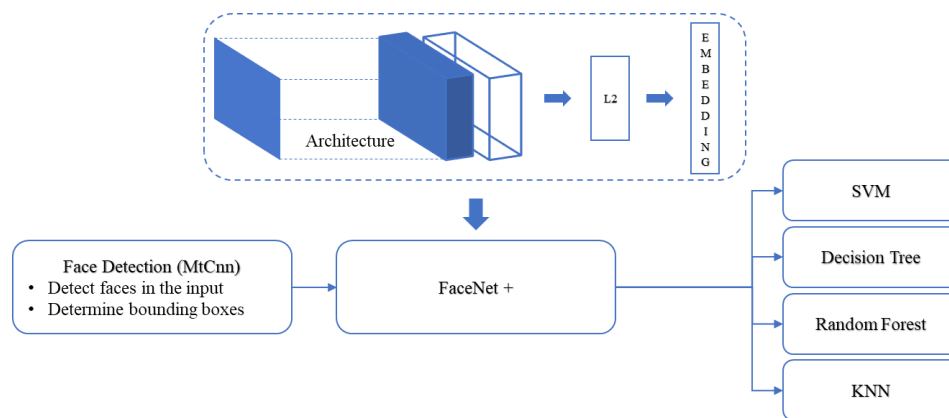 Architecture
L2
EMBEDDING
Face Detection (MtCnn)
• Detect faces in the input
• Determine bounding boxes
FaceNet +
SVM
Decision Tree
Random Forest
KNN